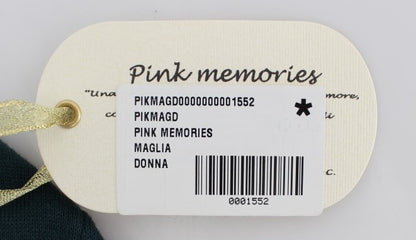 Pink memories
"Una
more,
PIKMAGD0000000001552
*
PIKMAGD
PINK MEMORIES
MAGLIA
DONNA
0001552